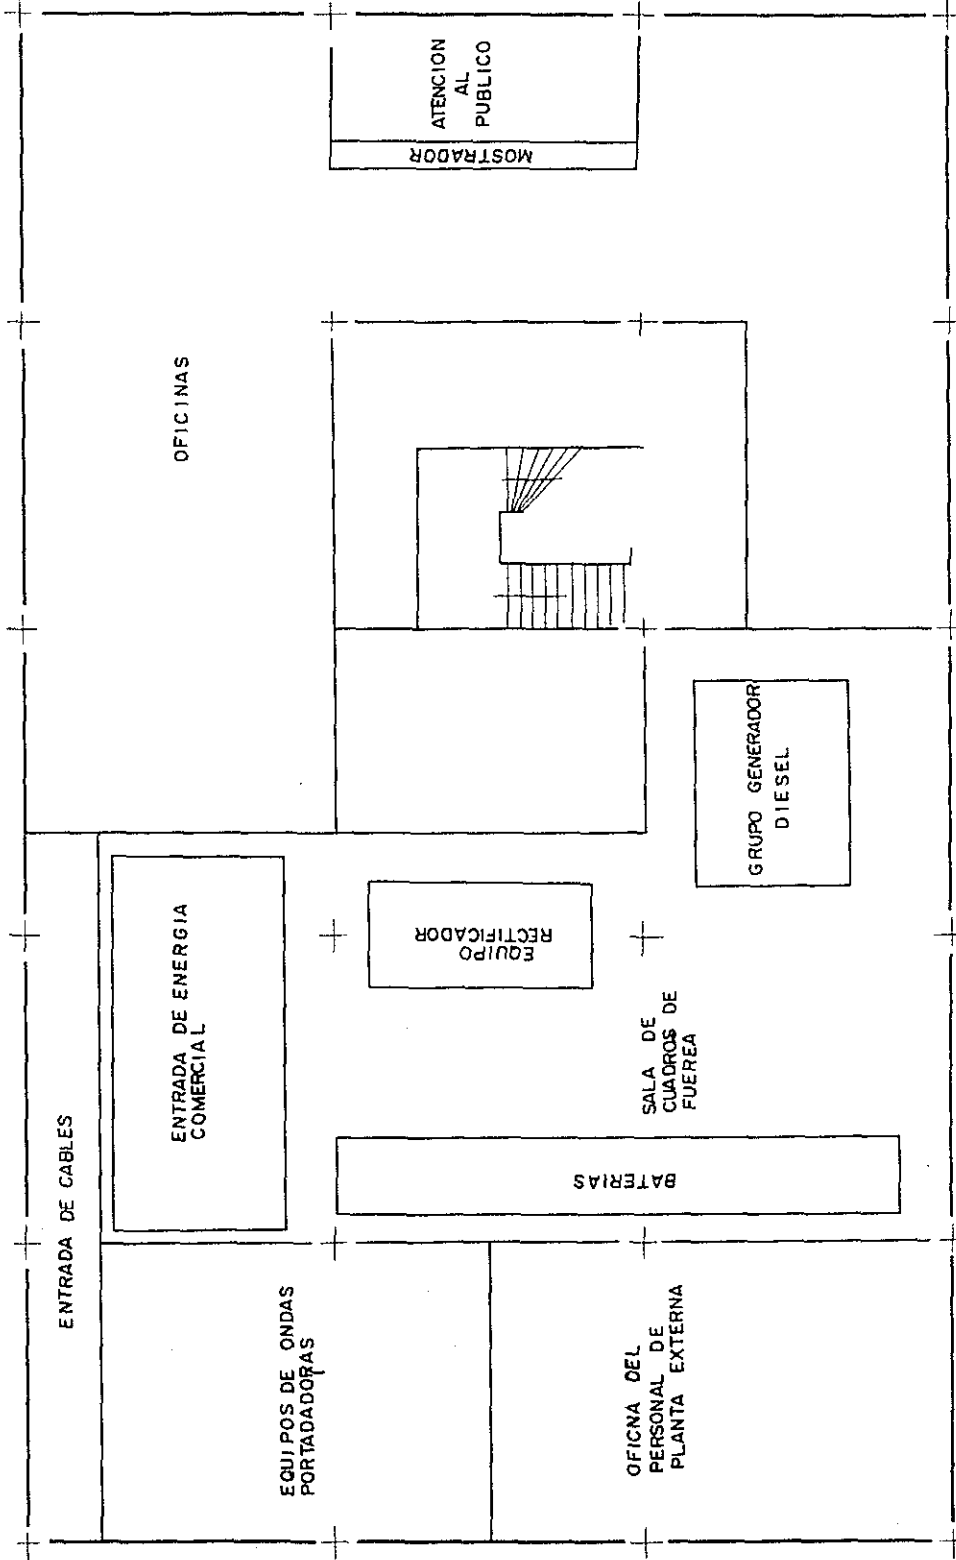 ENTRADA DE CABLES
ENTRADA DE ENERGIA
COMERCIAL
OFICINAS
ATENCION
AL
PUBLICO
MOSTRADOR
EQUIPOS DE ONDAS
PORTADADORAS
BATERIAS
EQUIPO
RECTIFICADOR
SALA DE
CUADROS DE
FUEREA
GRUPO GENERADOR
DIESEL
OFICNA DEL
PERSONAL DE
PLANTA EXTERNA